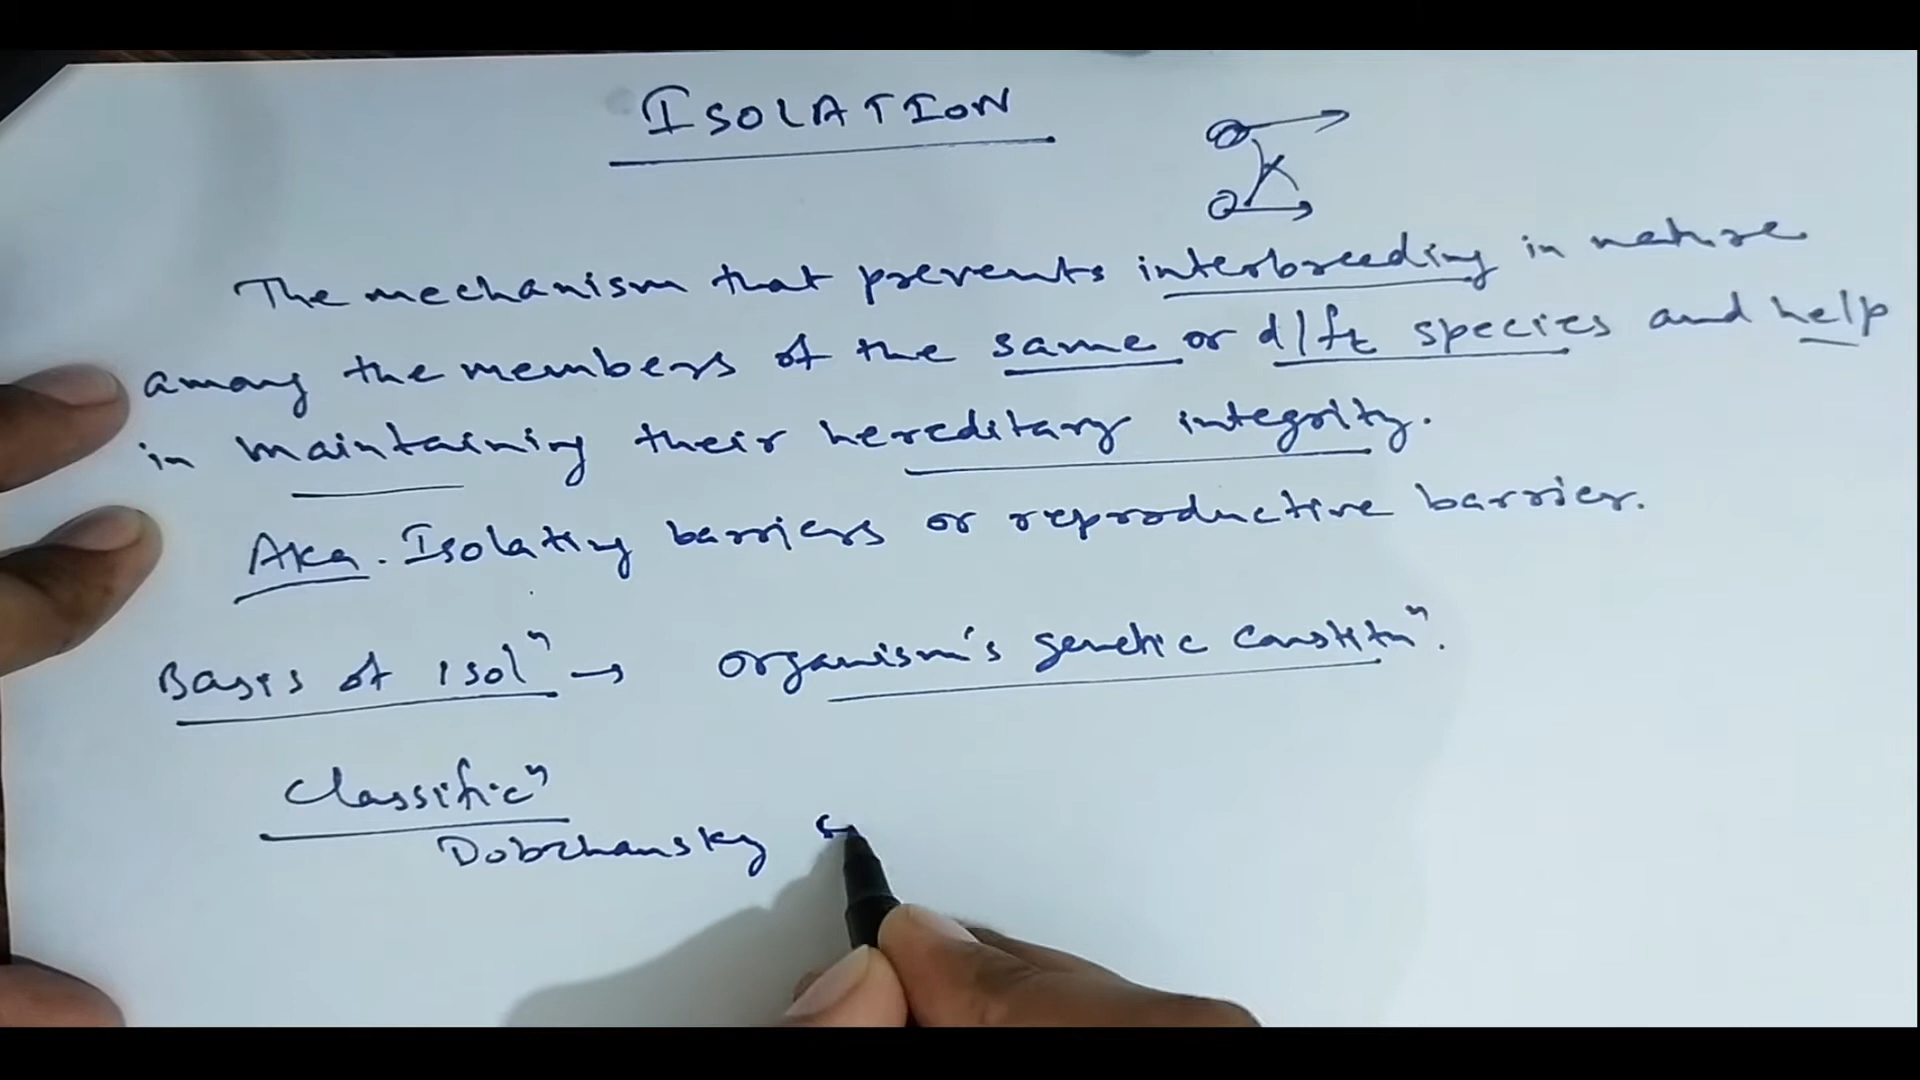 ISOLATION
The mechanism that prevents interbreeding in nature
among the members of the same or d/ft species and help
in maintaining their hereditary integrity.
Aka. Isolating barriers or reproductive barrier.
Basis of isolⁿ → organism's genetic constitⁿ.
Classificⁿ
Dobzhansky